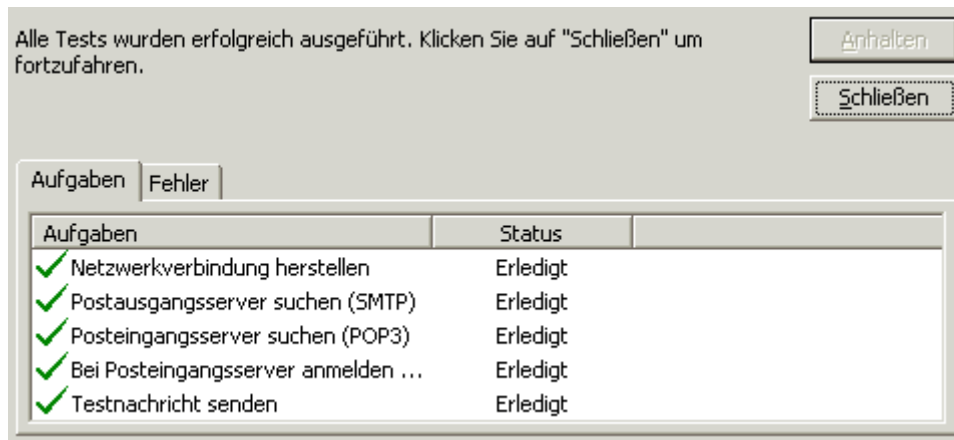 Alle Tests wurden erfolgreich ausgeführt. Klicken Sie auf "Schließen" um
fortzufahren.
Anhalten
Schließen
Aufgaben Fehler
Aufgaben Status
Netzwerkverbindung herstellen Erledigt
Postausgangsserver suchen (SMTP) Erledigt
Posteingangsserver suchen (POP3) Erledigt
Bei Posteingangsserver anmelden ... Erledigt
Testnachricht senden Erledigt